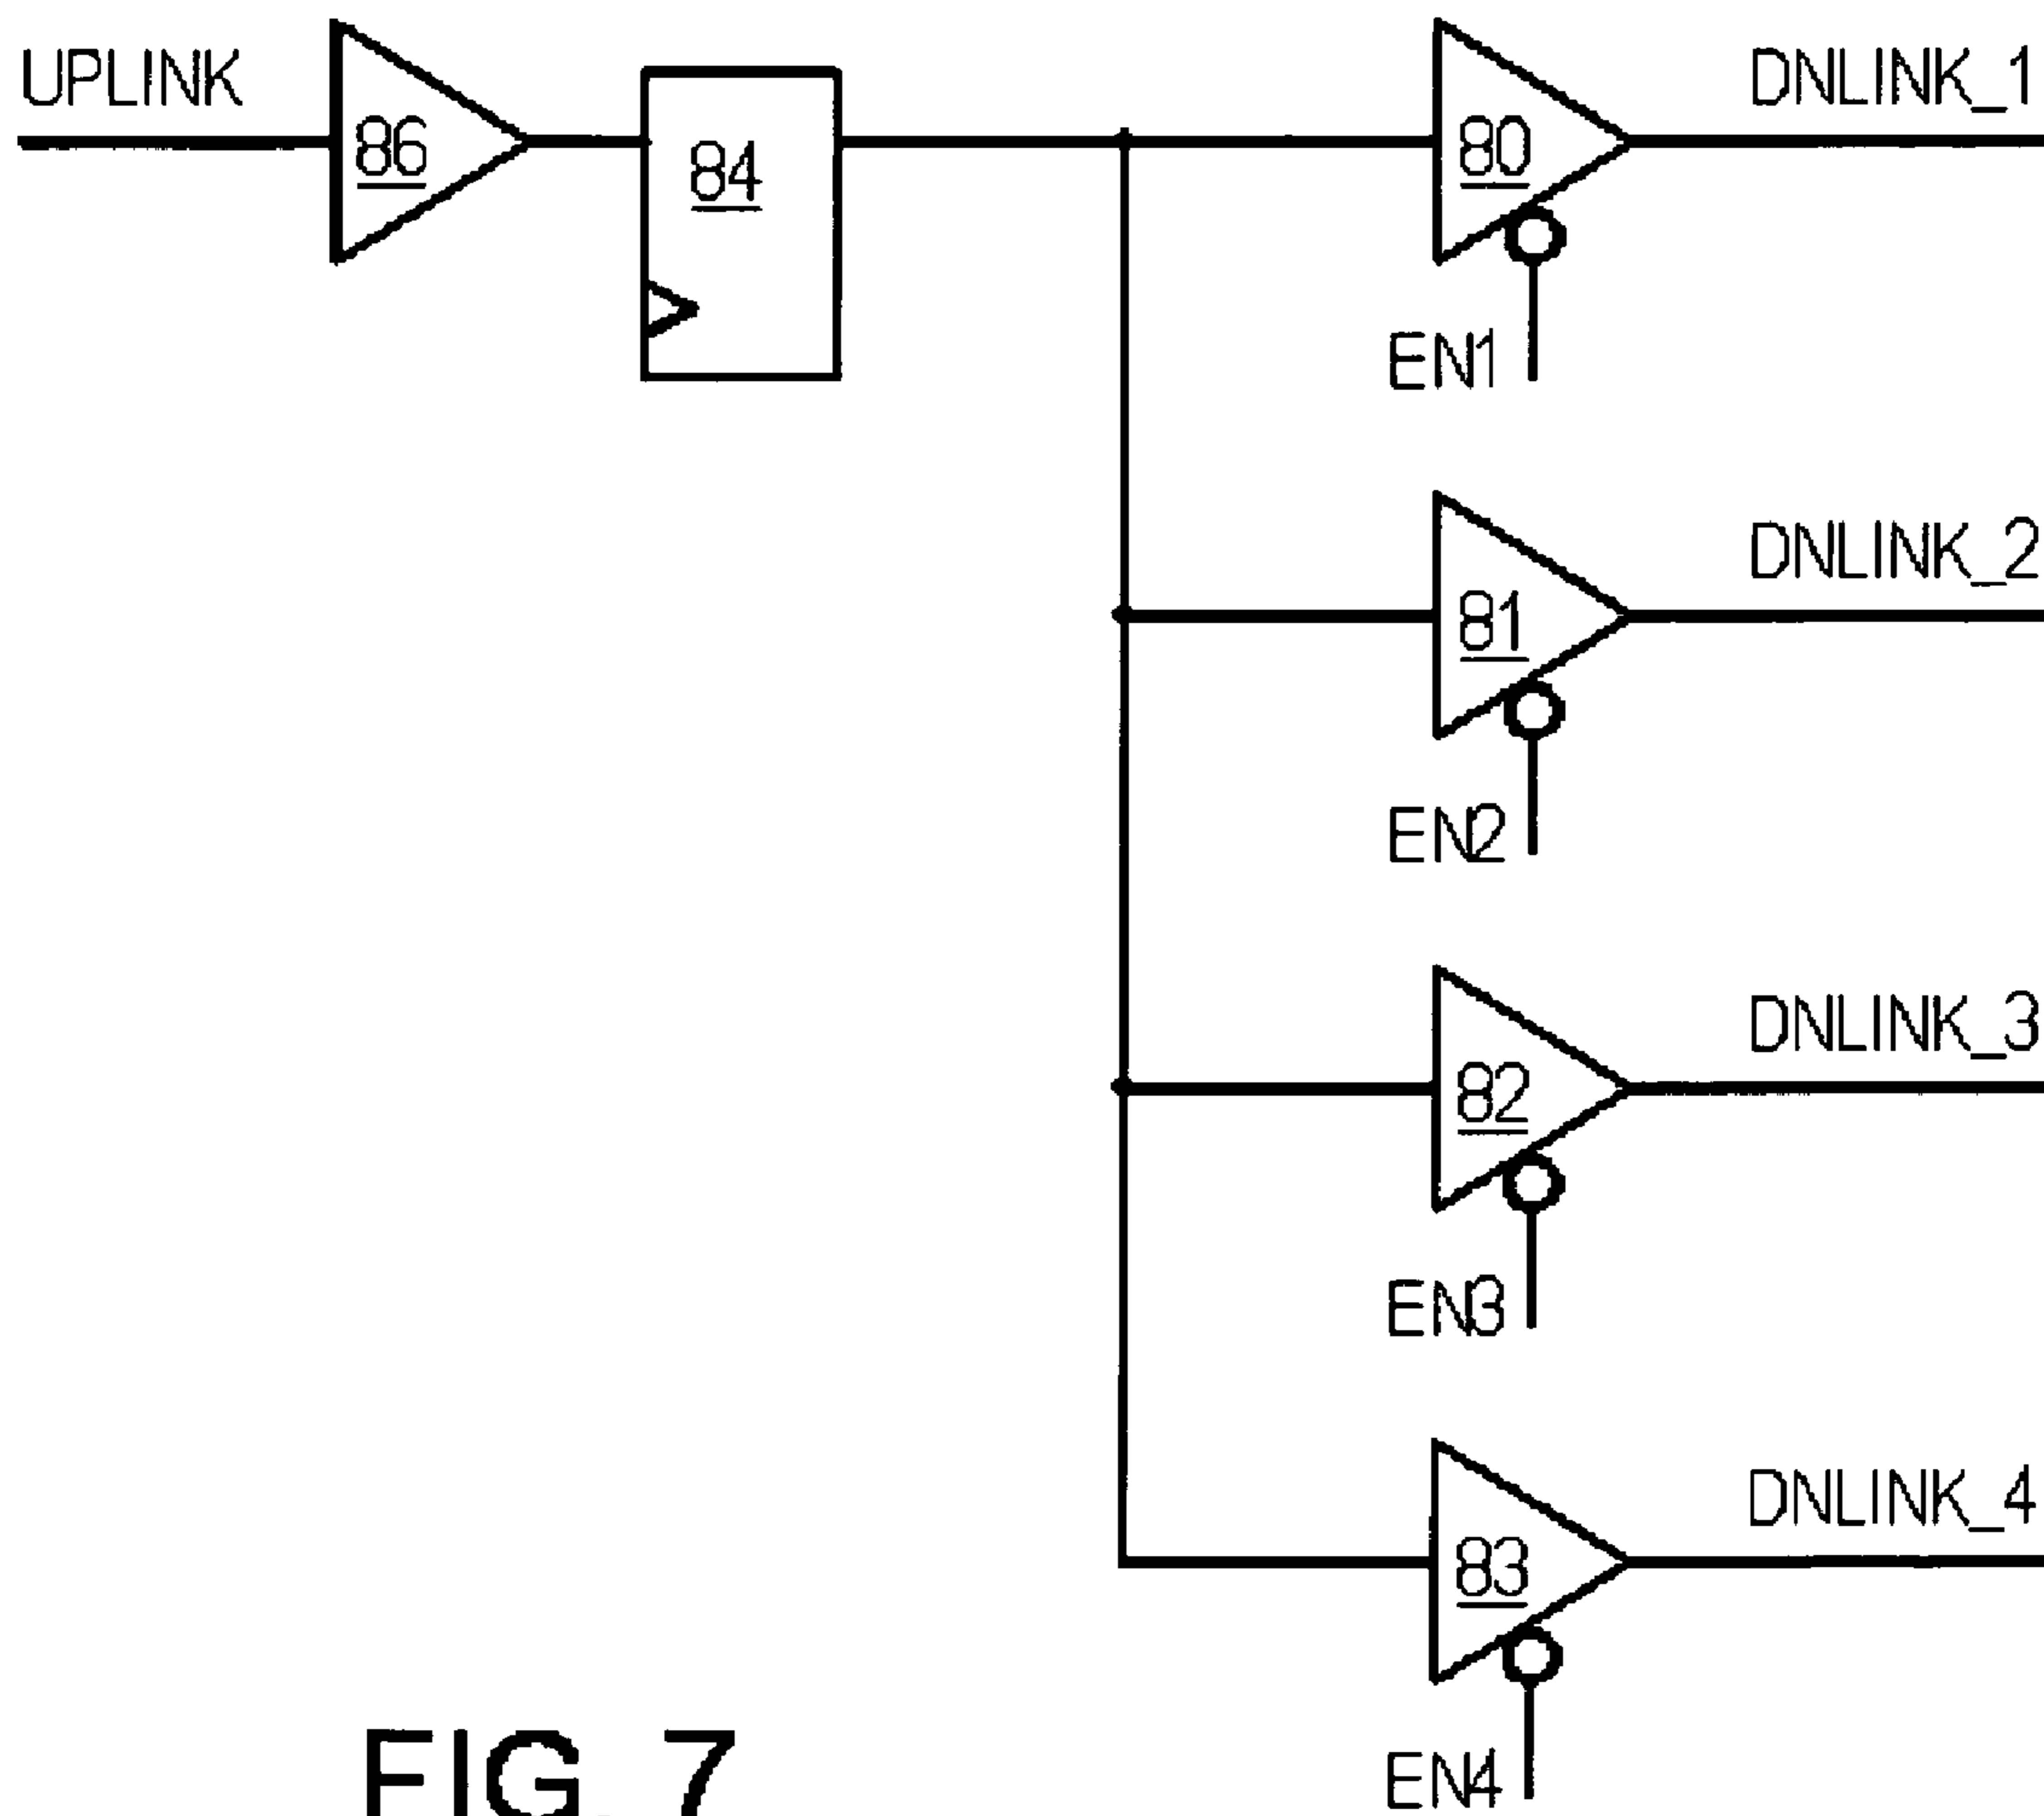 UPLINK
86
84
80
DNLINK_1
EN1
81
DNLINK_2
EN2
82
DNLINK_3
EN3
83
DNLINK_4
EN4
FIG. 7